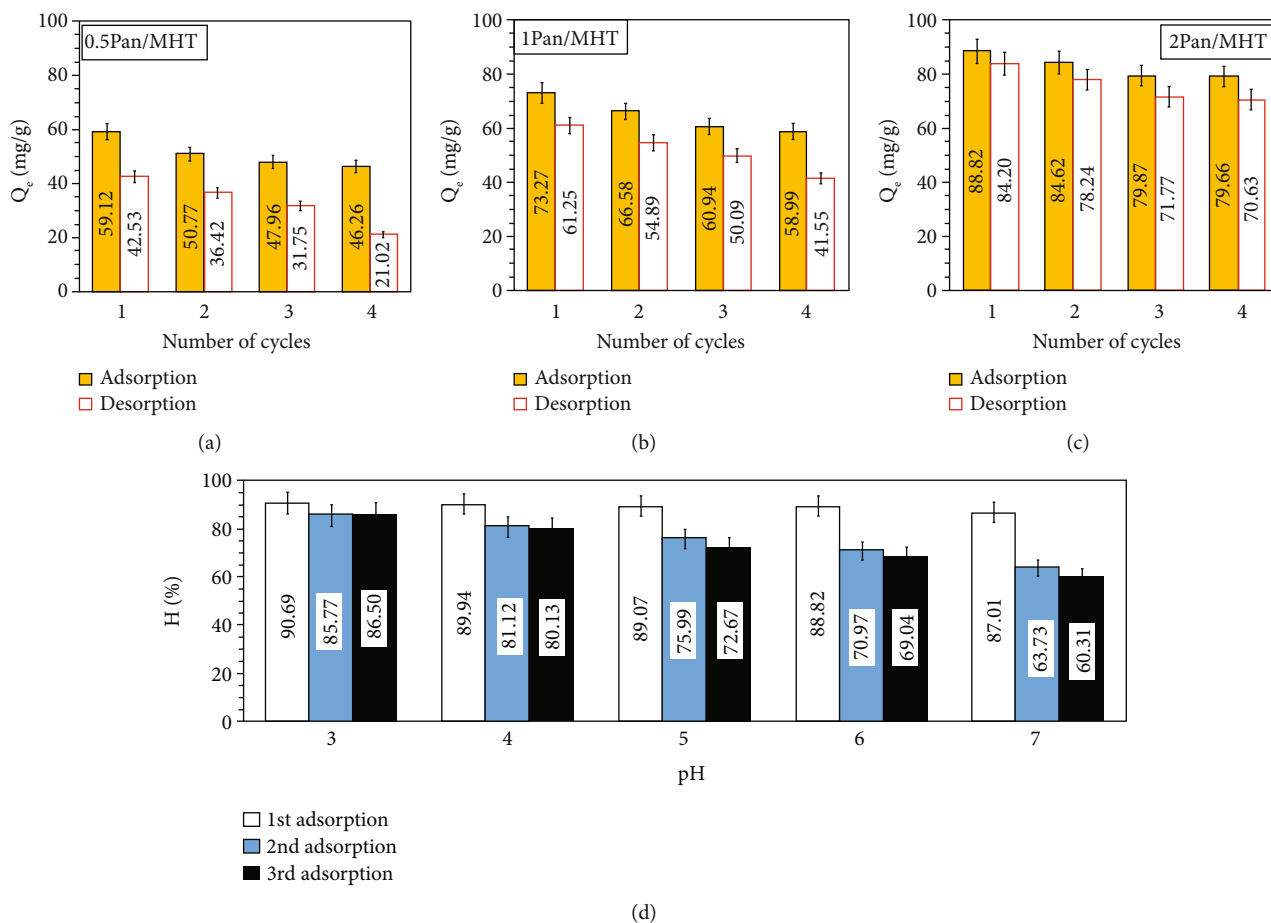 100
80
60
40
20
0
Qe (mg/g)
0.5Pan/MHT
59.12
42.53
50.77
36.42
47.96
31.75
46.26
21.02
1 2 3 4
Number of cycles
Adsorption
Desorption
(a)
100
80
60
40
20
0
Qe (mg/g)
1Pan/MHT
73.27
61.25
66.58
54.89
60.94
50.09
58.99
41.55
1 2 3 4
Number of cycles
Adsorption
Desorption
(b)
100
80
60
40
20
0
Qe (mg/g)
2Pan/MHT
88.82
84.20
84.62
78.24
79.87
71.77
79.66
70.63
1 2 3 4
Number of cycles
Adsorption
Desorption
(c)
100
80
60
40
20
0
H (%)
90.69
85.77
86.50
89.94
81.12
80.13
89.07
75.99
72.67
88.82
70.97
69.04
87.01
63.73
60.31
3 4 5 6 7
pH
1st adsorption
2nd adsorption
3rd adsorption
(d)